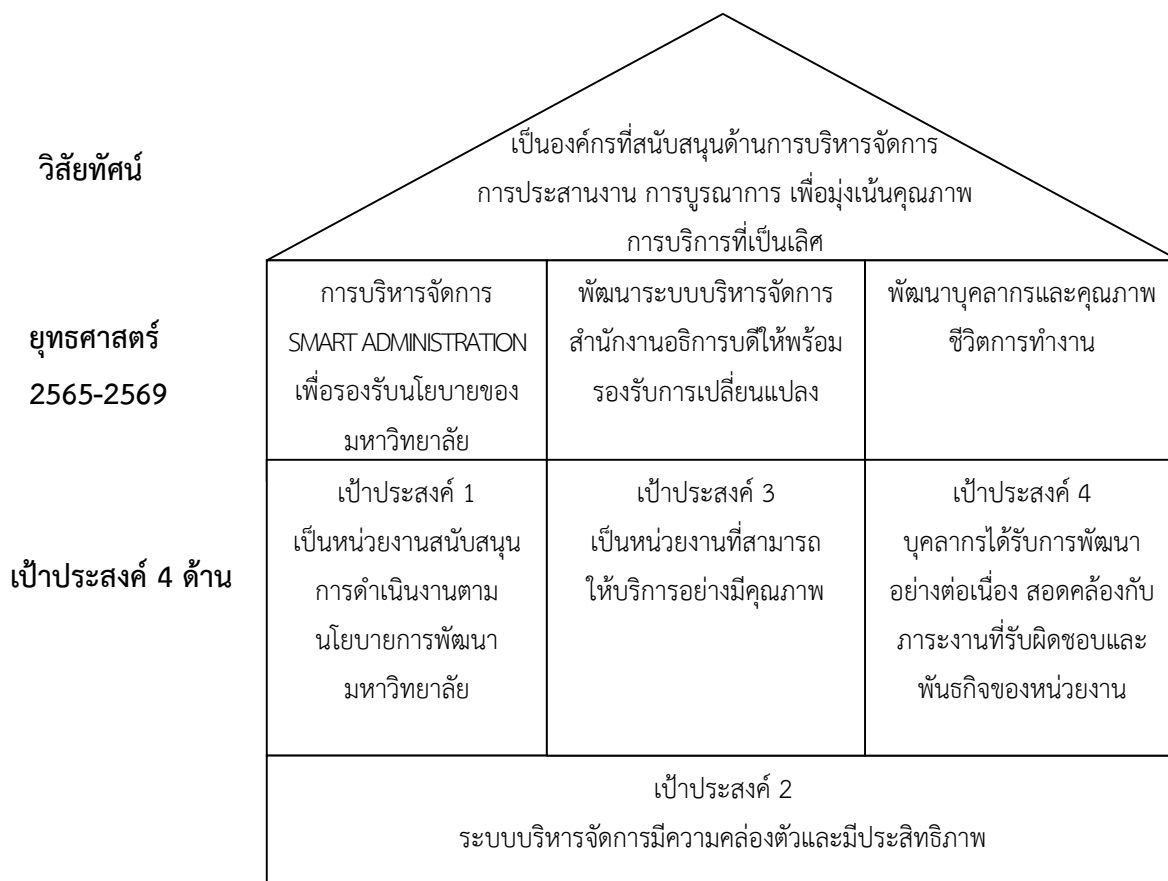 วิสัยทัศน์
เป็นองค์กรที่สนับสนุนด้านการบริหารจัดการ
การประสานงาน การบูรณาการ เพื่อมุ่งเน้นคุณภาพ
การบริการที่เป็นเลิศ
ยุทธศาสตร์
2565-2569
การบริหารจัดการ
SMART ADMINISTRATION
เพื่อรองรับนโยบายของ
มหาวิทยาลัย
พัฒนาระบบบริหารจัดการ
สำนักงานอธิการบดีให้พร้อม
รองรับการเปลี่ยนแปลง
พัฒนาบุคลากรและคุณภาพ
ชีวิตการทำงาน
เป้าประสงค์ 4 ด้าน
เป้าประสงค์ 1
เป็นหน่วยงานสนับสนุน
การดำเนินงานตาม
นโยบายการพัฒนา
มหาวิทยาลัย
เป้าประสงค์ 3
เป็นหน่วยงานที่สามารถ
ให้บริการอย่างมีคุณภาพ
เป้าประสงค์ 4
บุคลากรได้รับการพัฒนา
อย่างต่อเนื่อง สอดคล้องกับ
ภาระงานที่รับผิดชอบและ
พันธกิจของหน่วยงาน
เป้าประสงค์ 2
ระบบบริหารจัดการมีความคล่องตัวและมีประสิทธิภาพ